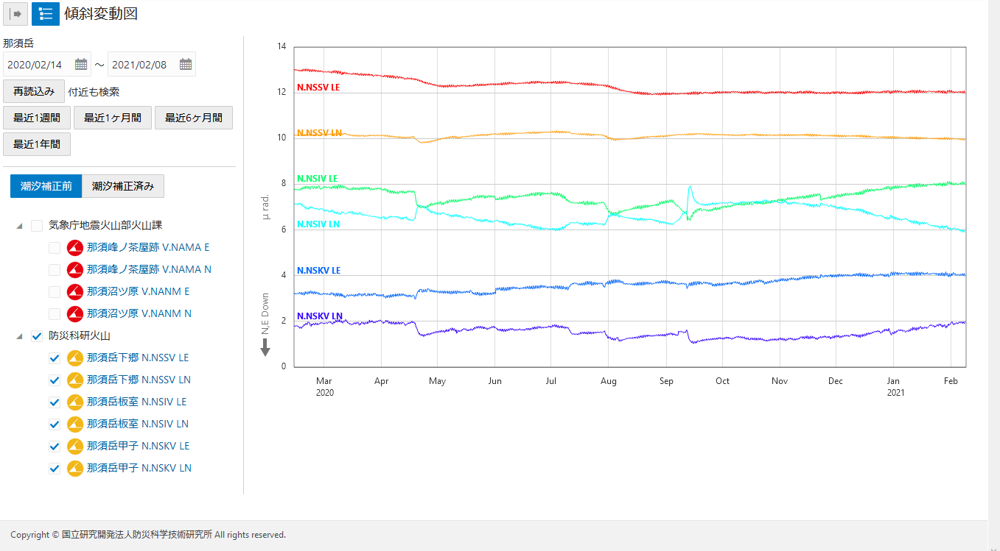 傾斜変動図
那須岳
2020/02/14 ～ 2021/02/08
再読込み 付近も検索
最近1週間 最近1ヶ月間 最近6ヶ月間
最近1年間
潮汐補正前 潮汐補正済み
気象庁地震火山部火山課
那須峰ノ茶屋跡 V.NAMA E
那須峰ノ茶屋跡 V.NAMA N
那須沼ツ原 V.NANM E
那須沼ツ原 V.NANM N
防災科研火山
那須岳下郷 N.NSSV LE
那須岳下郷 N.NSSV LN
那須岳板室 N.NSIV LE
那須岳板室 N.NSIV LN
那須岳甲子 N.NSKV LE
那須岳甲子 N.NSKV LN
14
12
10
8
6
4
2
0
μ rad.
N,E Down
N.NSSV LE
N.NSSV LN
N.NSIV LE
N.NSIV LN
N.NSKV LE
N.NSKV LN
Mar Apr May Jun Jul Aug Sep Oct Nov Dec Jan Feb
2020 2021
Copyright © 国立研究開発法人防災科学技術研究所 All rights reserved.